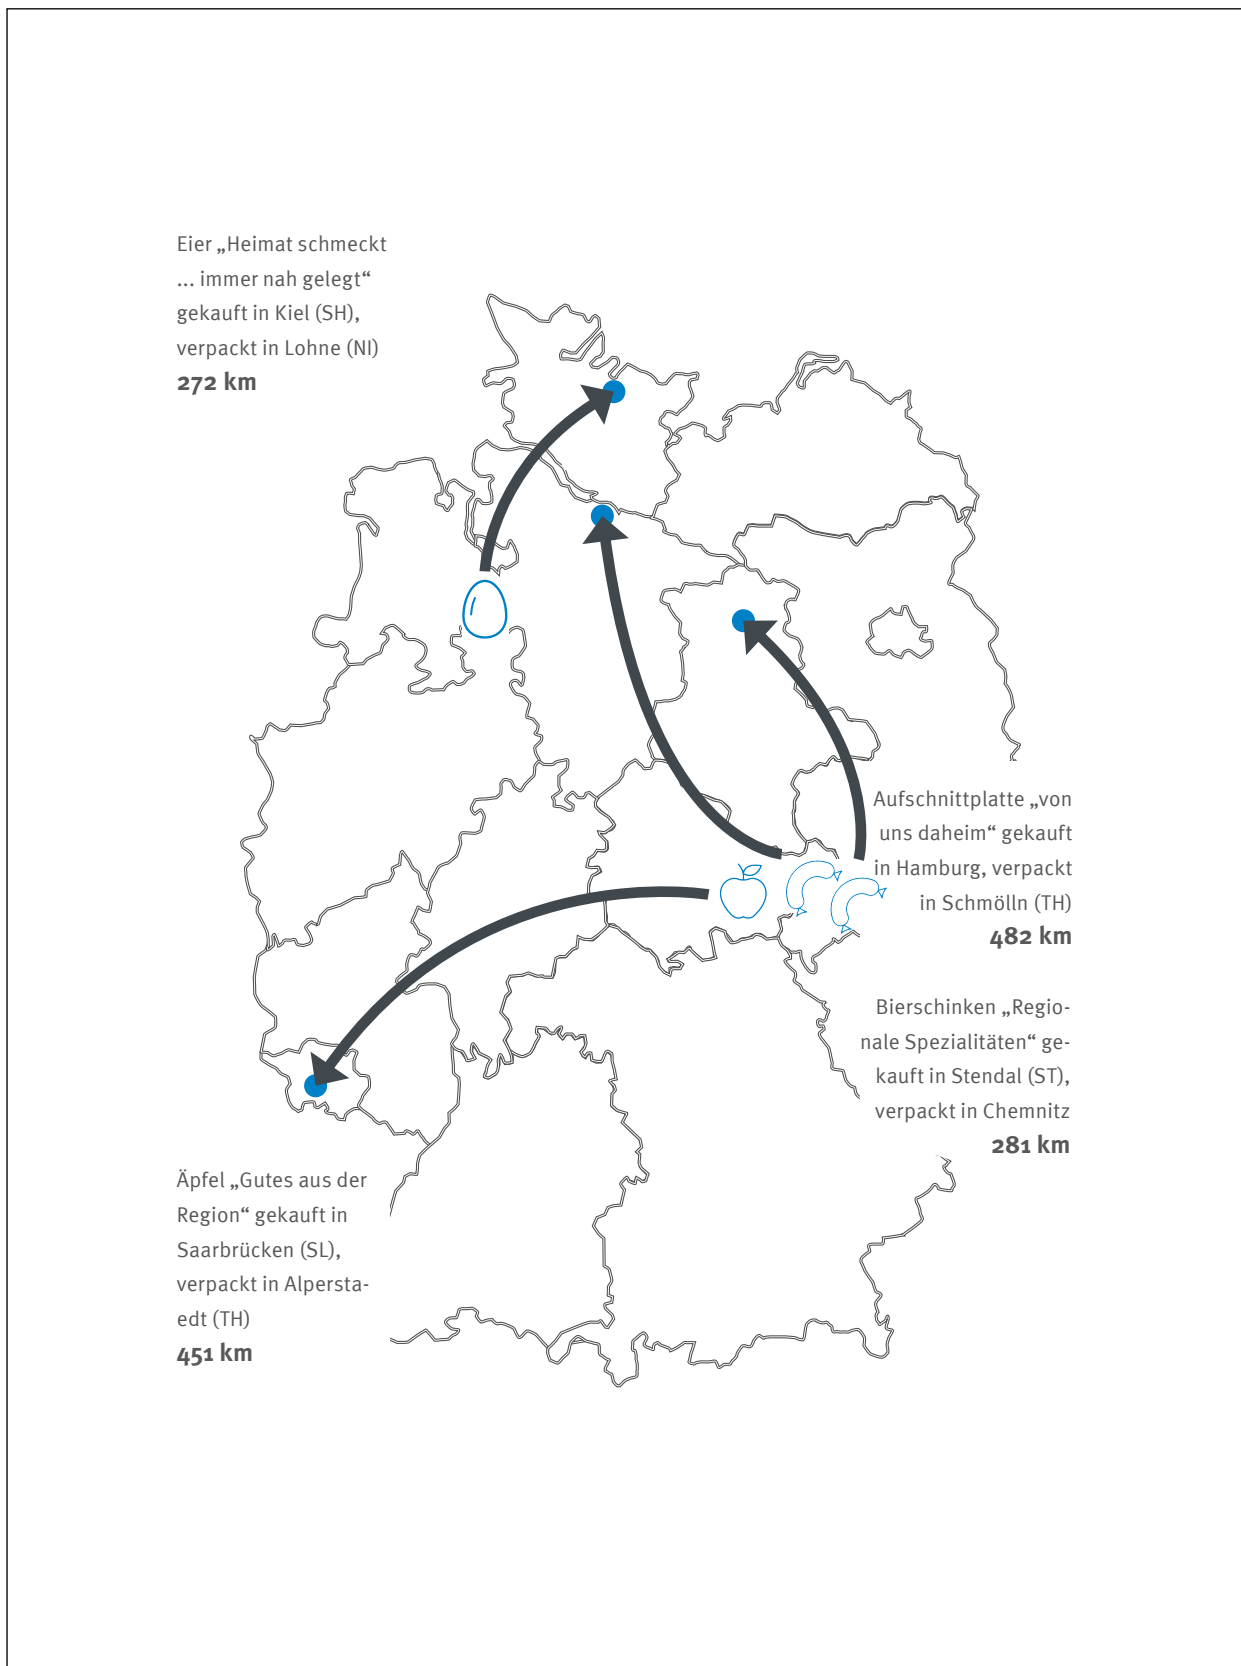 Eier „Heimat schmeckt
... immer nah gelegt“
gekauft in Kiel (SH),
verpackt in Lohne (NI)
272 km
Aufschnittplatte „von
uns daheim“ gekauft
in Hamburg, verpackt
in Schmölln (TH)
482 km
Bierschinken „Regio-
nale Spezialitäten“ ge-
kauft in Stendal (ST),
verpackt in Chemnitz
281 km
Äpfel „Gutes aus der
Region“ gekauft in
Saarbrücken (SL),
verpackt in Alpersta-
edt (TH)
451 km